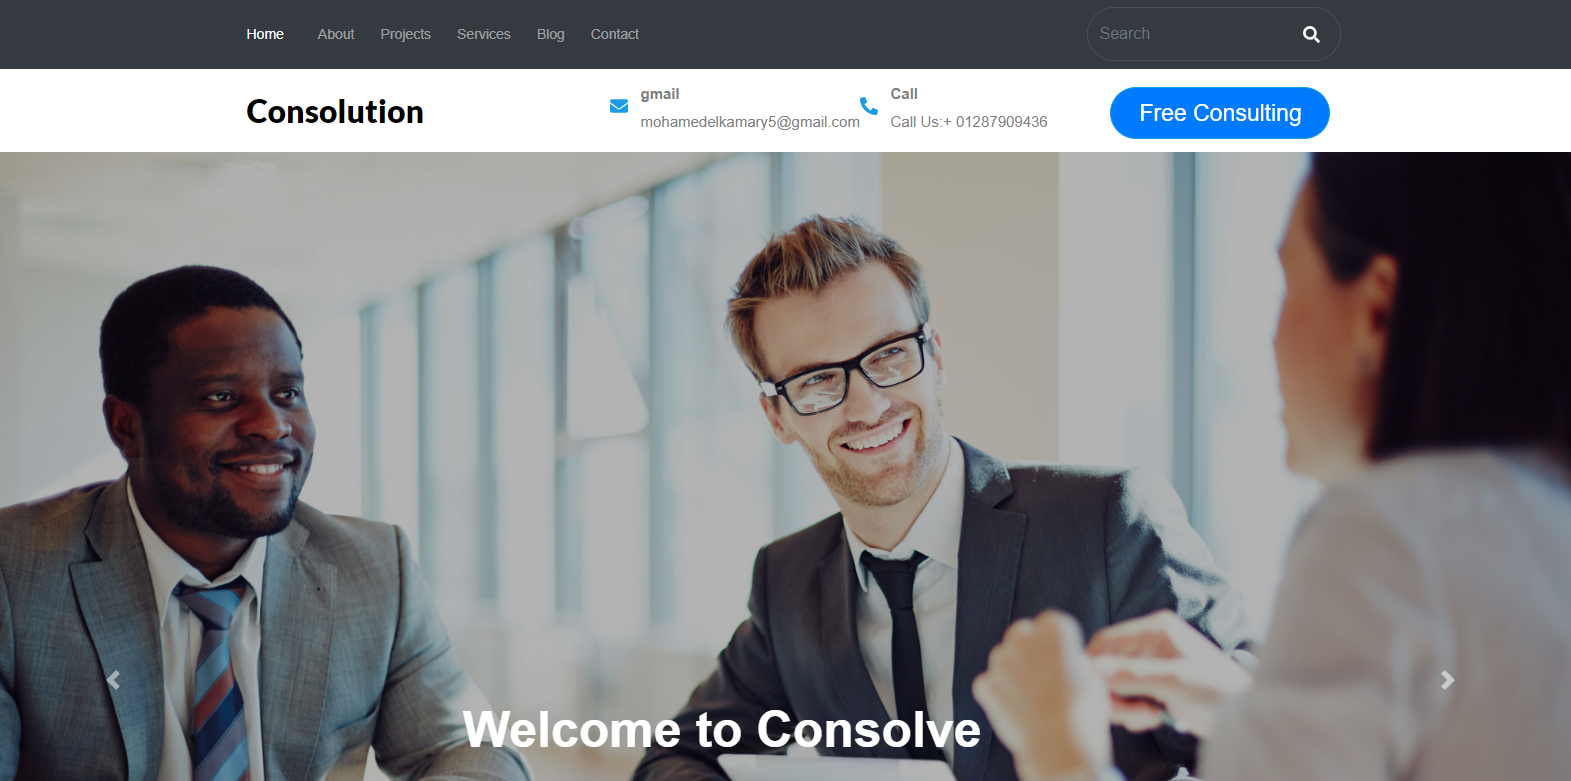 Home About Projects Services Blog Contact Search
Consolution
gmail
mohamedelkamary5@gmail.com
Call
Call Us:+ 01287909436
Free Consulting
Welcome to Consolve